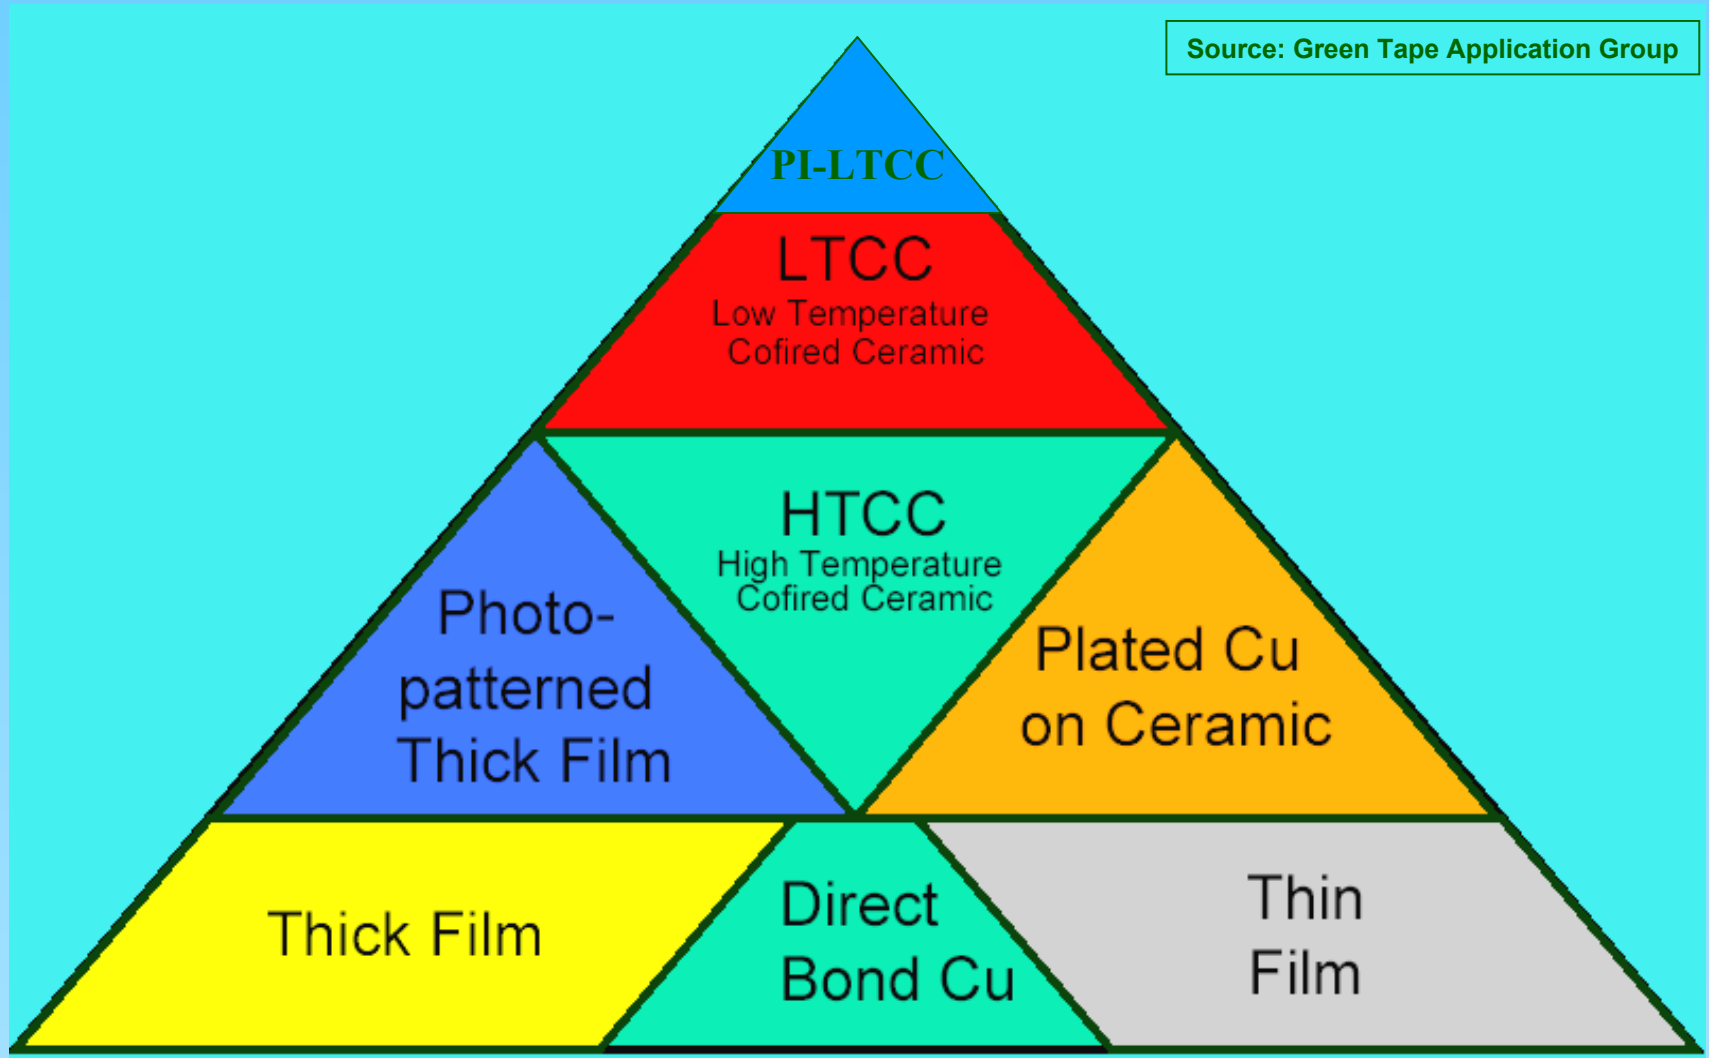 Source: Green Tape Application Group
PI-LTCC
LTCC
Low Temperature
Cofired Ceramic
HTCC
High Temperature
Cofired Ceramic
Photo-
patterned
Thick Film
Plated Cu
on Ceramic
Thick Film
Direct
Bond Cu
Thin
Film